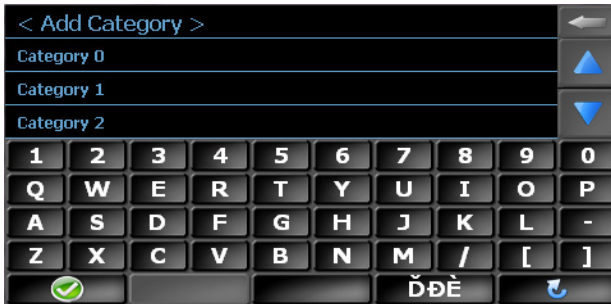 < Add Category >
Category 0
Category 1
Category 2
1 2 3 4 5 6 7 8 9 0
Q W E R T Y U I O P
A S D F G H J K L -
Z X C V B N M / [ ]
ĎĐÈ